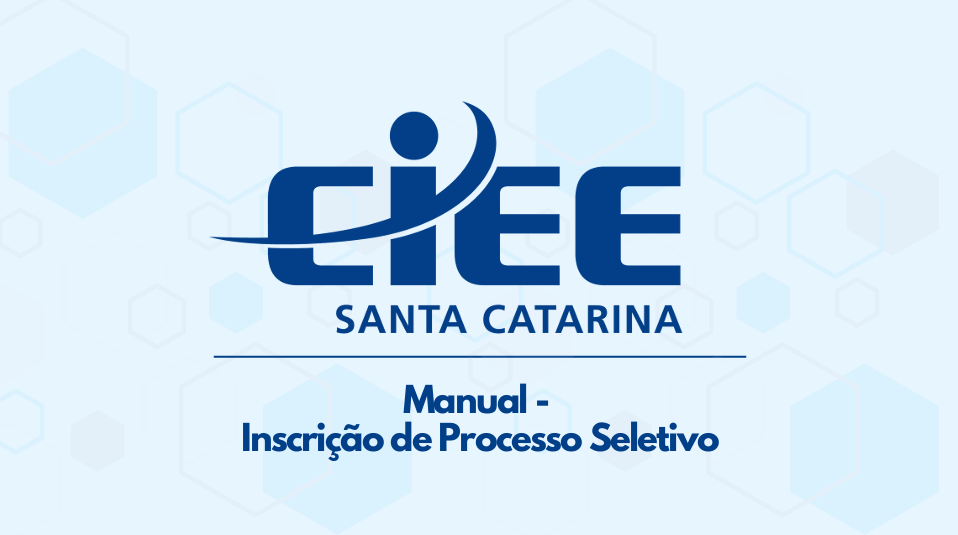 CIEE
SANTA CATARINA
Manual -
Inscrição de Processo Seletivo